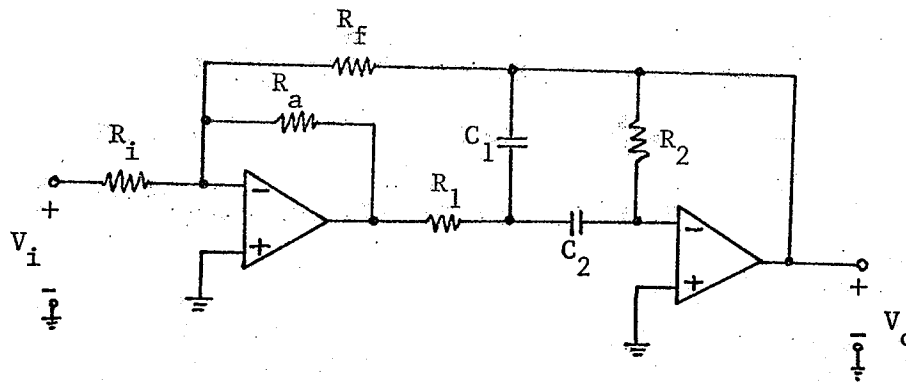 R_f
R_a
R_i
C_1
R_2
R_1
−
+
C_2
−
+
+
V_i
−
+
V_o
−